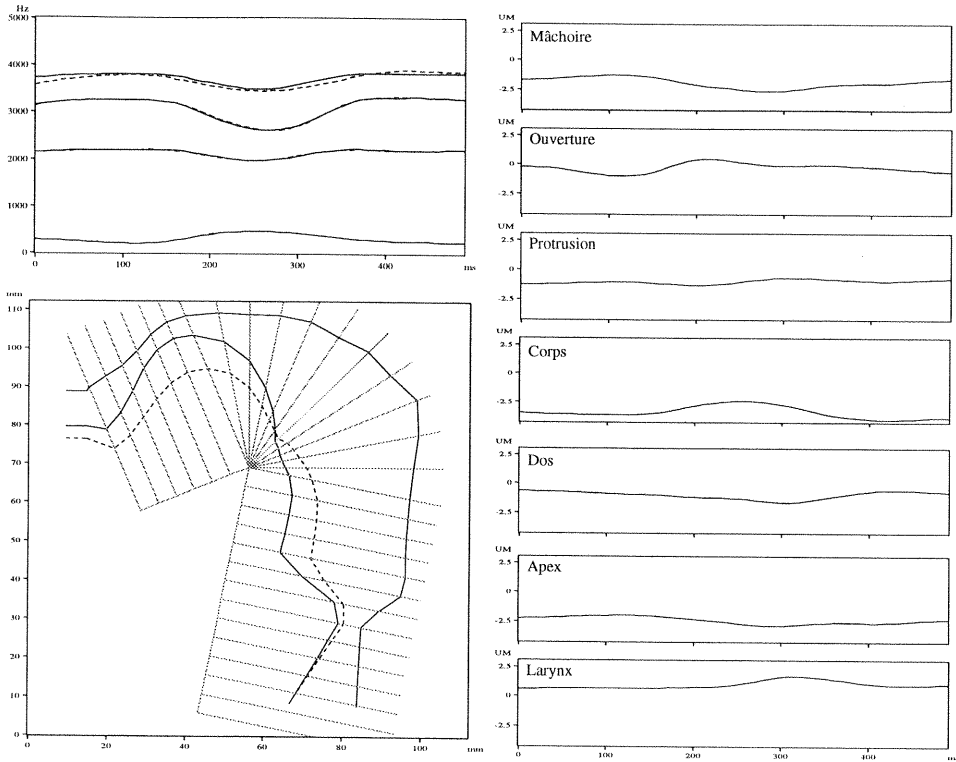 Hz
5000
4000
3000
2000
1000
0
0 100 200 300 400 ms
mm
110
100
90
80
70
60
50
40
30
20
10
0
0 20 40 60 80 100 mm
UM
2.5
Mâchoire
0
-2.5
UM
2.5
Ouverture
0
-2.5
UM
2.5
Protrusion
0
-2.5
UM
2.5
Corps
0
-2.5
UM
2.5
Dos
0
-2.5
UM
2.5
Apex
0
-2.5
UM
2.5
Larynx
0
-2.5
0 100 200 300 400